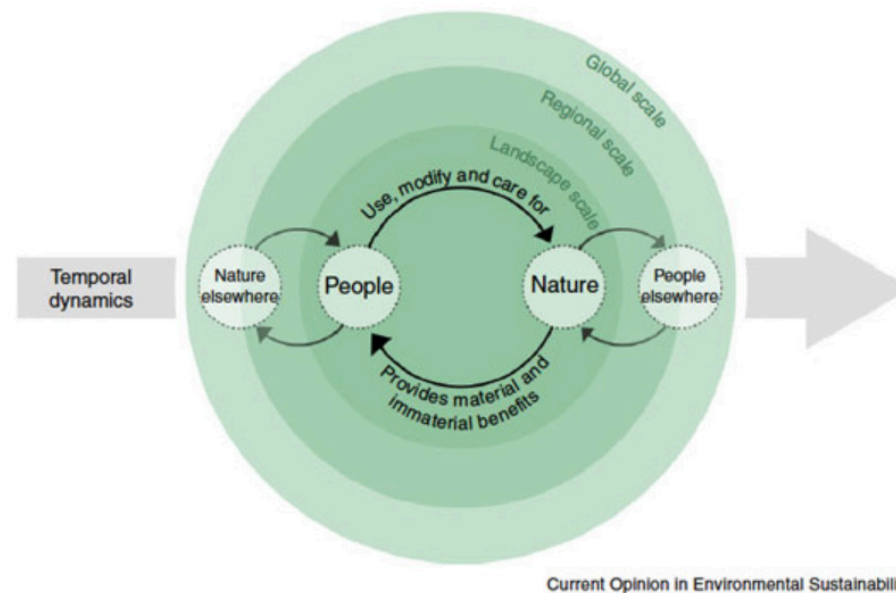 Global scale
Regional scale
Landscape scale
Use, modify and care for
Temporal
dynamics
Nature
elsewhere
People
Nature
People
elsewhere
Provides material and
immaterial benefits
Current Opinion in Environmental Sustainabili